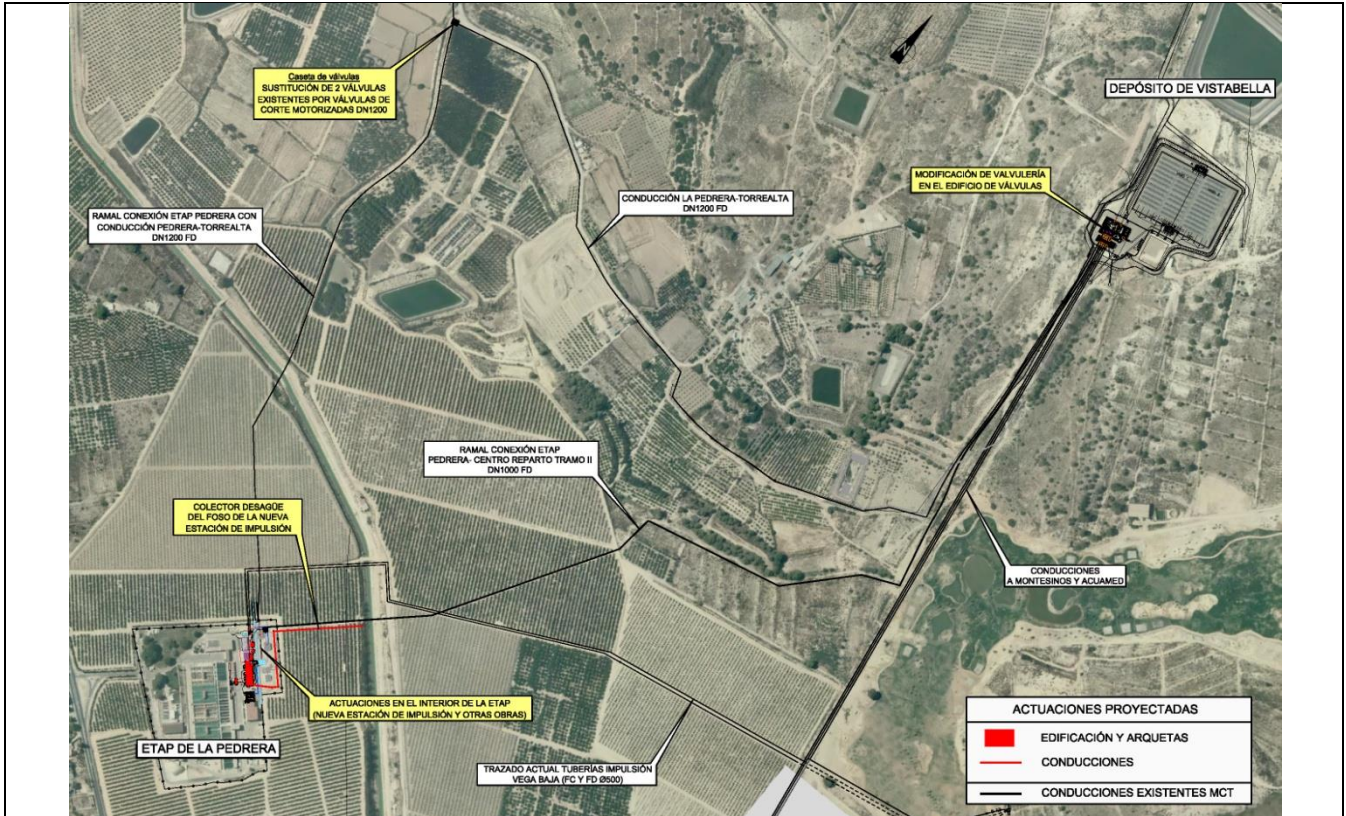 Caseta de válvulas
SUSTITUCIÓN DE 2 VÁLVULAS
EXISTENTES POR VÁLVULAS DE
CORTE MOTORIZADAS DN1200
N
DEPÓSITO DE VISTABELLA
MODIFICACIÓN DE VALVULERÍA
EN EL EDIFICIO DE VÁLVULAS
CONDUCCIÓN LA PEDRERA-TORREALTA
DN1200 FD
RAMAL CONEXIÓN ETAP PEDRERA CON
CONDUCCIÓN PEDRERA-TORREALTA
DN1200 FD
RAMAL CONEXIÓN ETAP
PEDRERA- CENTRO REPARTO TRAMO II
DN1000 FD
COLECTOR DESAGÜE
DEL FOSO DE LA NUEVA
ESTACIÓN DE IMPULSIÓN
CONDUCCIONES
A MONTESINOS Y ACUAMED
ACTUACIONES EN EL INTERIOR DE LA ETAP
(NUEVA ESTACIÓN DE IMPULSIÓN Y OTRAS OBRAS)
ETAP DE LA PEDRERA
TRAZADO ACTUAL TUBERÍAS IMPULSIÓN
VEGA BAJA (FC Y FD Ø500)
ACTUACIONES PROYECTADAS
EDIFICACIÓN Y ARQUETAS
CONDUCCIONES
CONDUCCIONES EXISTENTES MCT